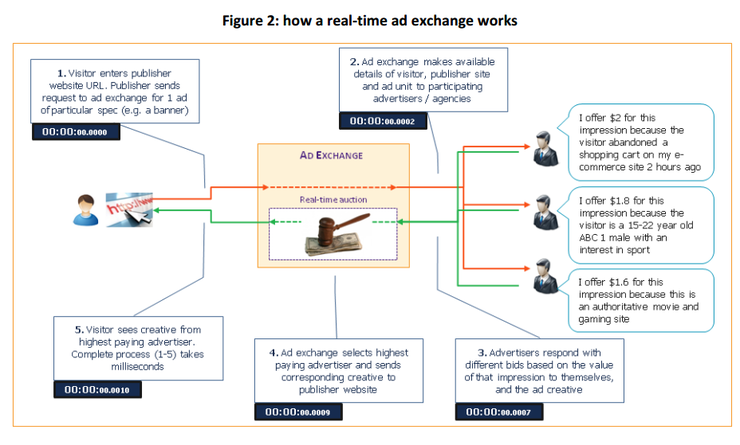 Figure 2: how a real-time ad exchange works
1. Visitor enters publisher
website URL. Publisher sends
request to ad exchange for 1 ad
of particular spec (e.g. a banner)
00:00:00.0000
2. Ad exchange makes available
details of visitor, publisher site
and ad unit to participating
advertisers / agencies
00:00:00.0002
I offer $2 for this
impression because the
visitor abandoned a
shopping cart on my e-
commerce site 2 hours ago
AD EXCHANGE
Real-time auction
I offer $1.8 for this
impression because the
visitor is a 15-22 year old
ABC 1 male with an
interest in sport
I offer $1.6 for this
impression because this is
an authoritative movie and
gaming site
5. Visitor sees creative from
highest paying advertiser.
Complete process (1-5) takes
milliseconds
00:00:00.0010
4. Ad exchange selects highest
paying advertiser and sends
corresponding creative to
publisher website
00:00:00.0009
3. Advertisers respond with
different bids based on the value
of that impression to themselves,
and the ad creative
00:00:00.0007